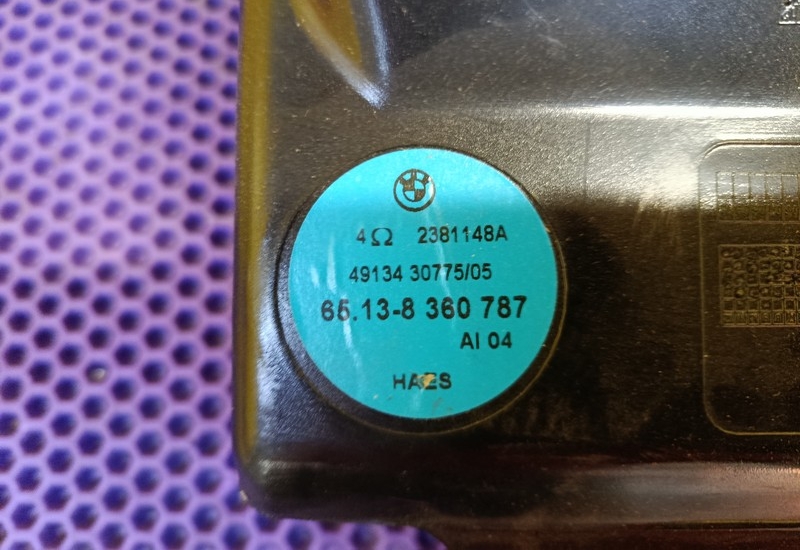 4Ω 2381148A
49134 30775/05
65.13-8 360 787
AI 04
HAES